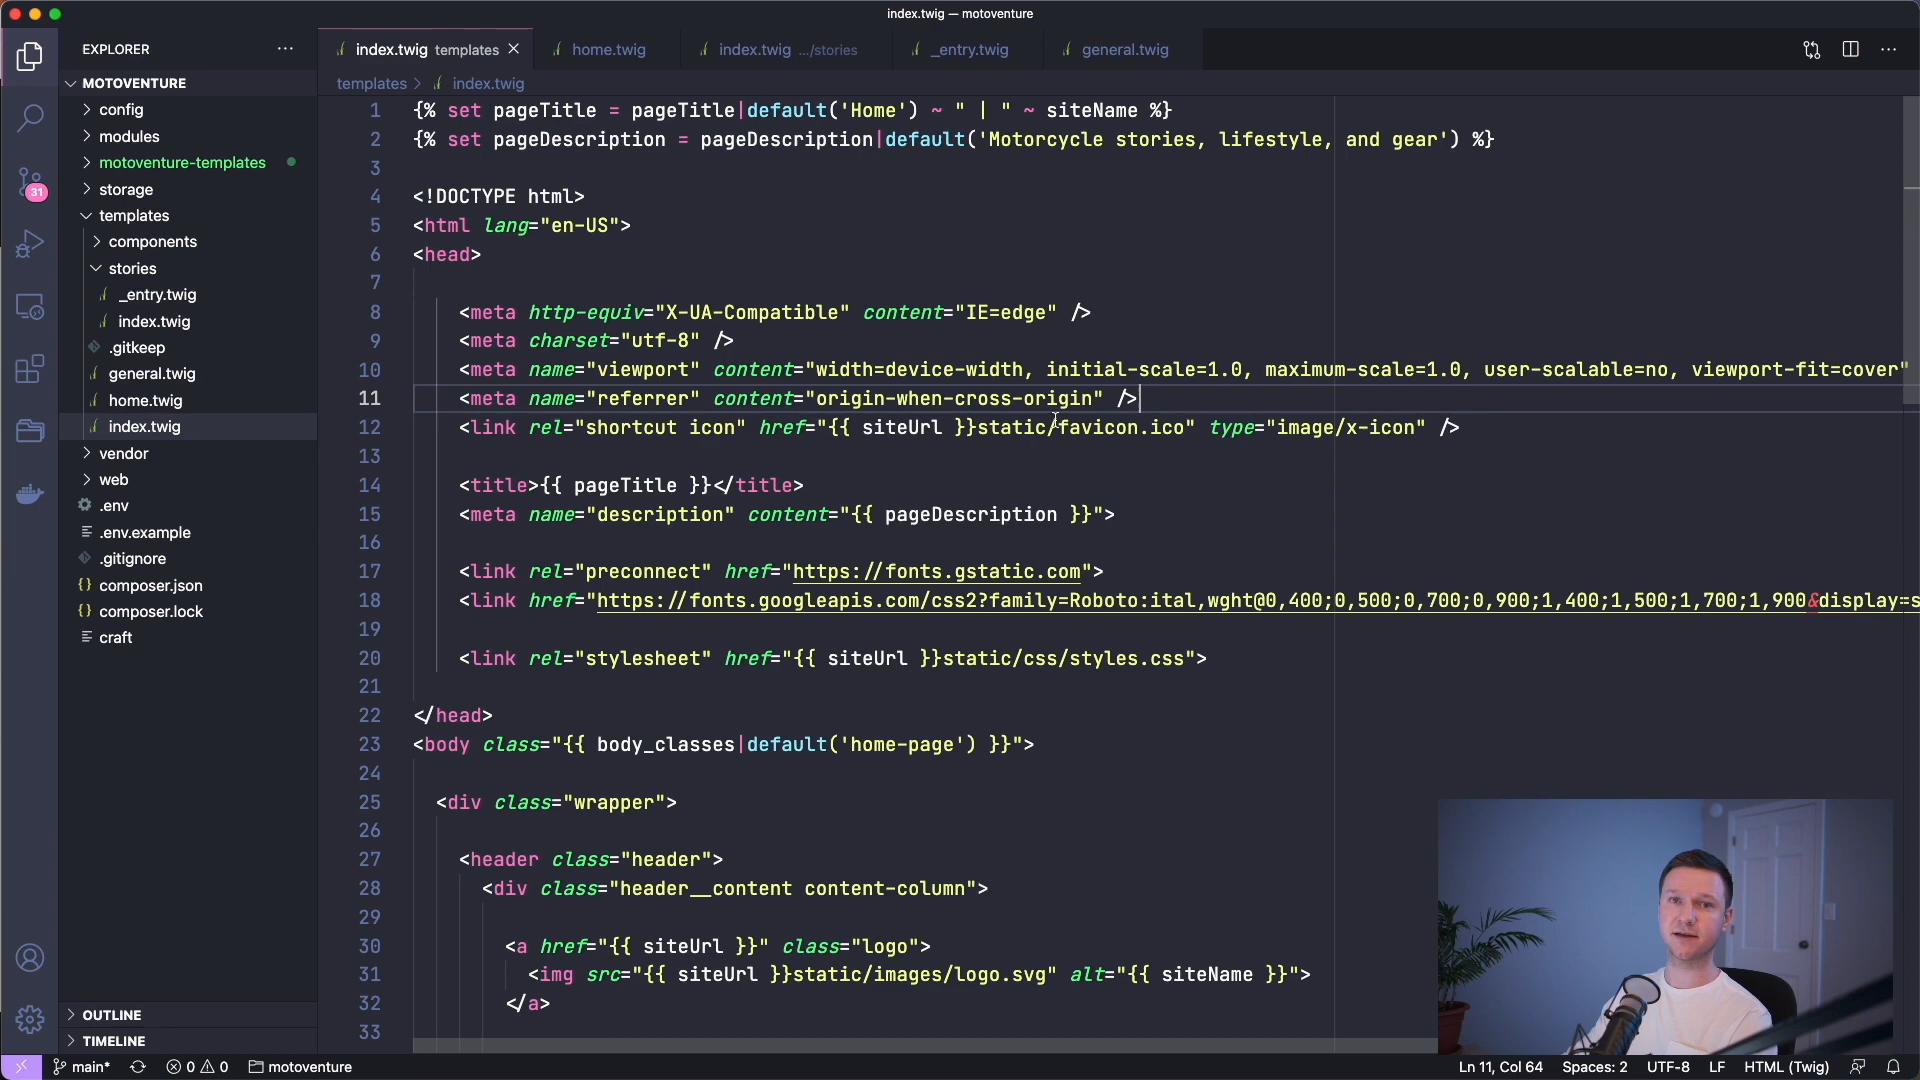 index.twig — motoventure
EXPLORER
index.twig templates
home.twig
index.twig .../stories
_entry.twig
general.twig
MOTOVENTURE
templates > index.twig
config
modules
motoventure-templates
storage
templates
components
stories
_entry.twig
index.twig
.gitkeep
general.twig
home.twig
index.twig
vendor
web
.env
.env.example
.gitignore
composer.json
composer.lock
craft
OUTLINE
TIMELINE
31
1 {% set pageTitle = pageTitle|default('Home') ~ " | " ~ siteName %}
2 {% set pageDescription = pageDescription|default('Motorcycle stories, lifestyle, and gear') %}
3
4 <!DOCTYPE html>
5 <html lang="en-US">
6 <head>
7
8 <meta http-equiv="X-UA-Compatible" content="IE=edge" />
9 <meta charset="utf-8" />
10 <meta name="viewport" content="width=device-width, initial-scale=1.0, maximum-scale=1.0, user-scalable=no, viewport-fit=cover"
11 <meta name="referrer" content="origin-when-cross-origin" />
12 <link rel="shortcut icon" href="{{ siteUrl }}static/favicon.ico" type="image/x-icon" />
13
14 <title>{{ pageTitle }}</title>
15 <meta name="description" content="{{ pageDescription }}">
16
17 <link rel="preconnect" href="https://fonts.gstatic.com">
18 <link href="https://fonts.googleapis.com/css2?family=Roboto:ital,wght@0,400;0,500;0,700;0,900;1,400;1,500;1,700;1,900&display=s
19
20 <link rel="stylesheet" href="{{ siteUrl }}static/css/styles.css">
21
22 </head>
23 <body class="{{ body_classes|default('home-page') }}">
24
25 <div class="wrapper">
26
27 <header class="header">
28 <div class="header__content content-column">
29
30 <a href="{{ siteUrl }}" class="logo">
31 <img src="{{ siteUrl }}static/images/logo.svg" alt="{{ siteName }}">
32 </a>
33
main* 0 0 motoventure Ln 11, Col 64 Spaces: 2 UTF-8 LF HTML (Twig)